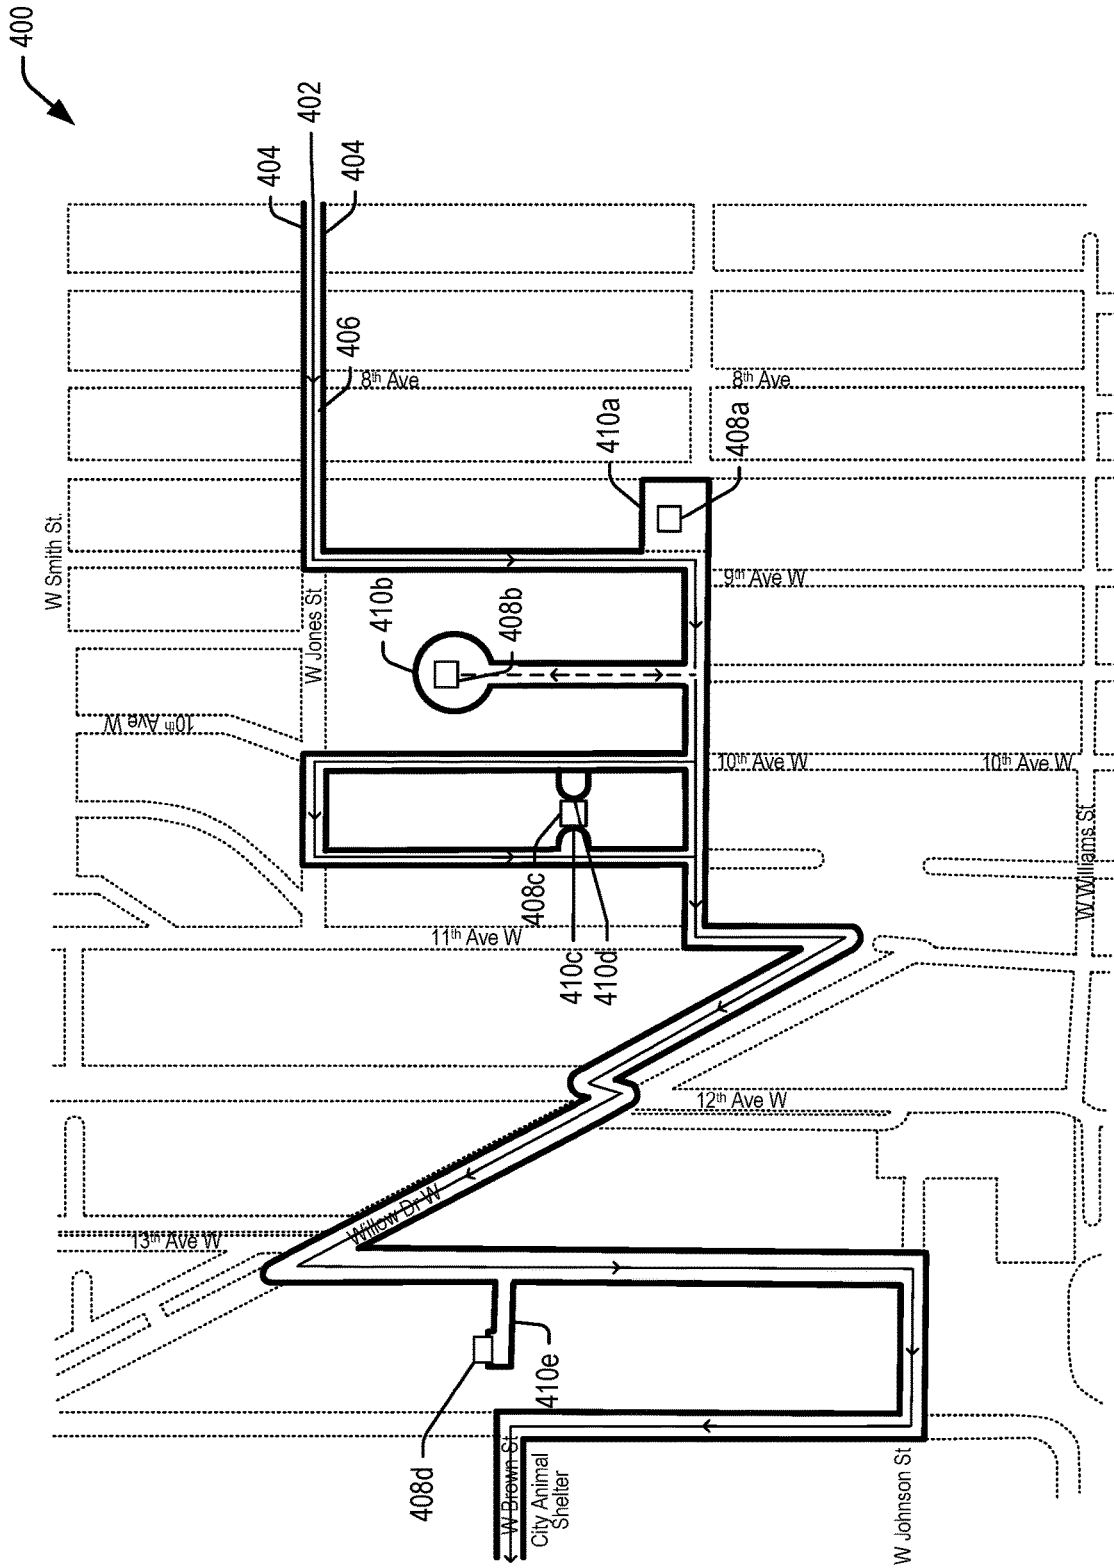 400
402
404
404
406
8th Ave
8th Ave
410a
408a
W Smith St.
W Jones St
410b
408b
9th Ave W
10th Ave W
10th Ave W
10th Ave W
408c
410c
410d
11th Ave W
W Williams St
12th Ave W
Willow Dr W
13th Ave W
410e
408d
W Brown St
City Animal
Shelter
W Johnson St